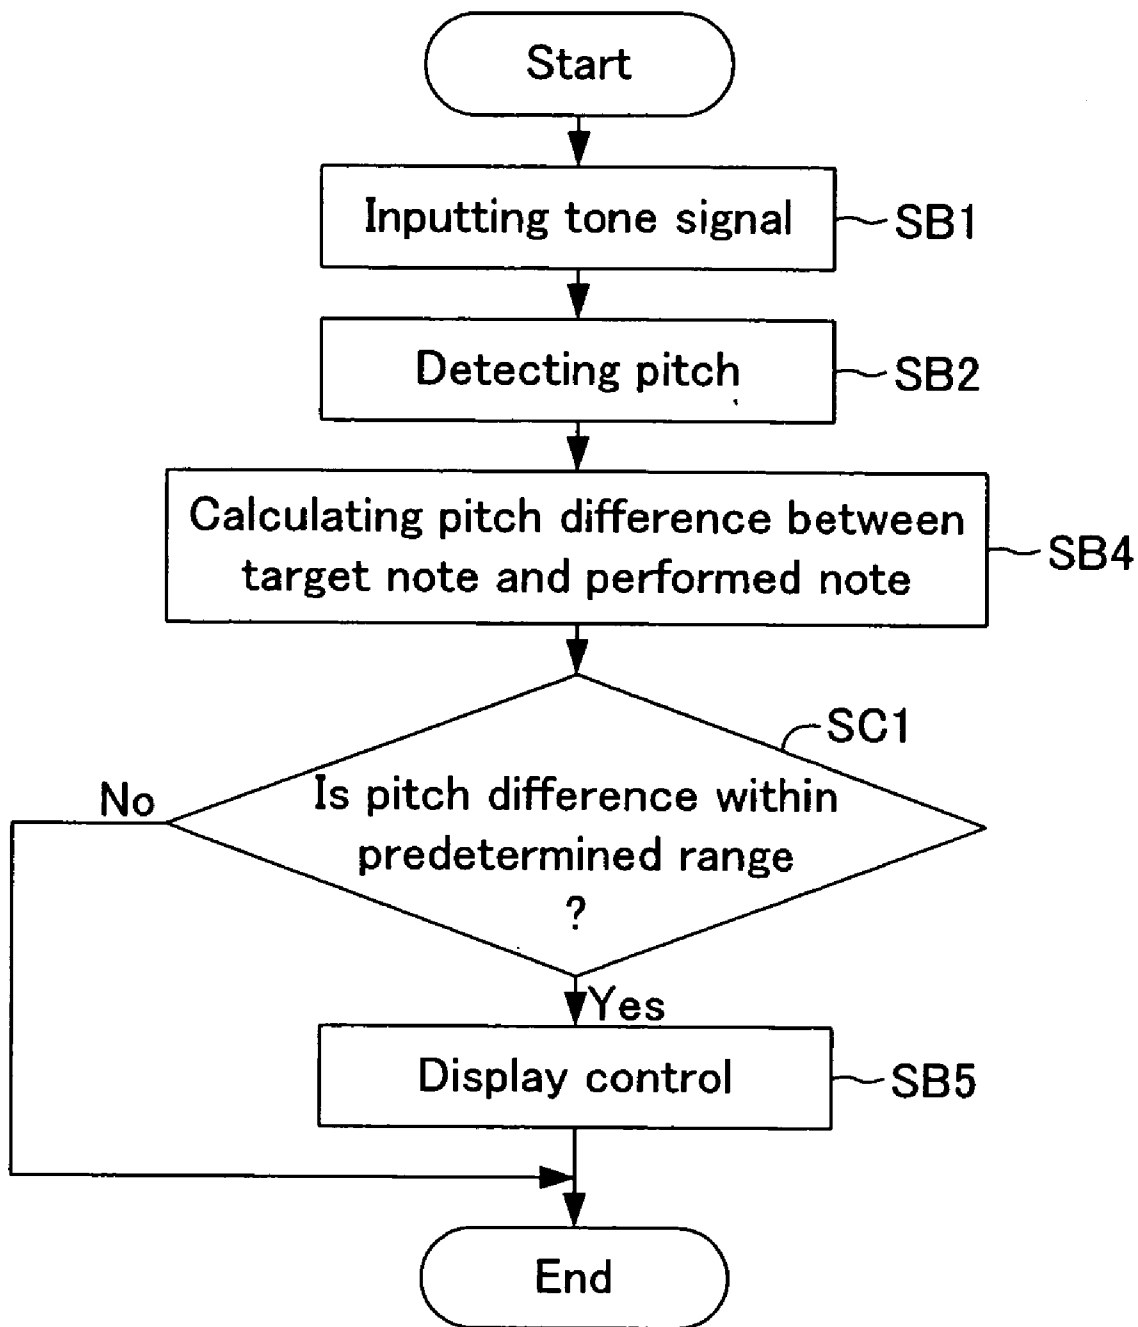 Start
Inputting tone signal
SB1
Detecting pitch
SB2
Calculating pitch difference between
target note and performed note
SB4
SC1
Is pitch difference within
predetermined range
?
No
Yes
Display control
SB5
End